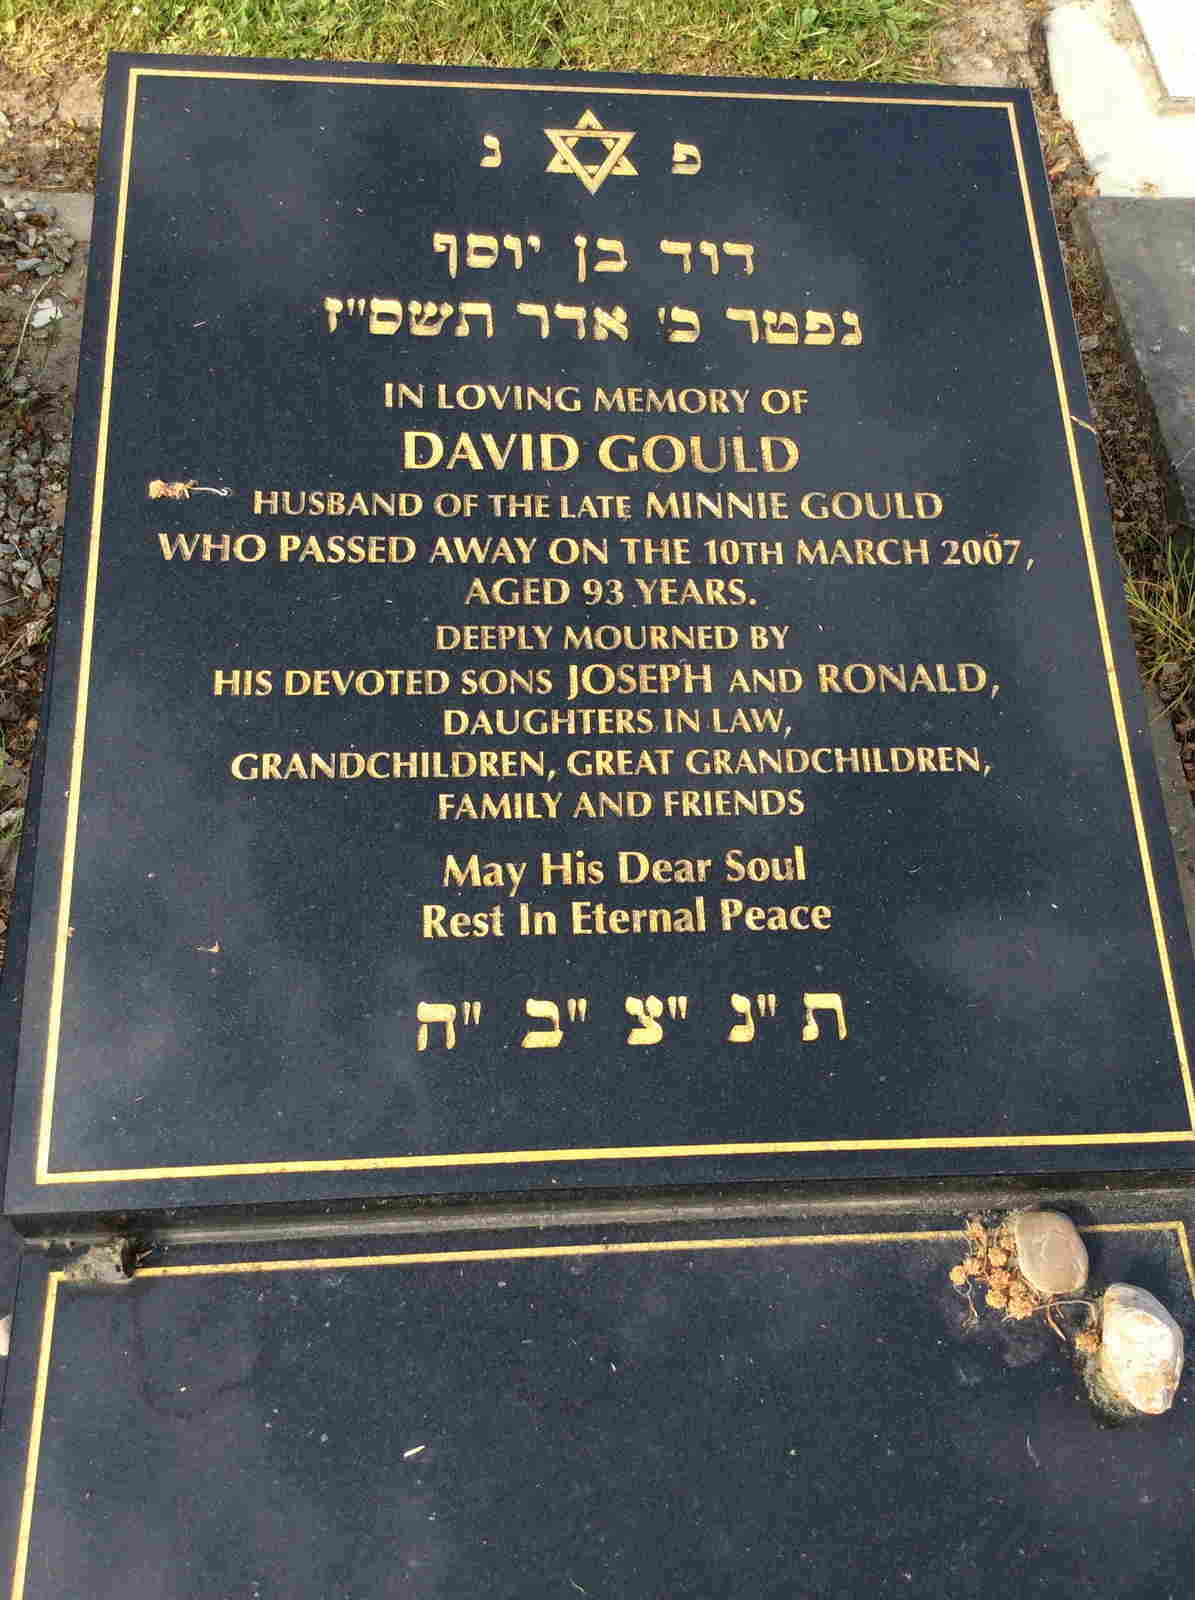 פ נ
דוד בן יוסף
נפטר כ' אדר תשס"ז
IN LOVING MEMORY OF
DAVID GOULD
HUSBAND OF THE LATE MINNIE GOULD
WHO PASSED AWAY ON THE 10TH MARCH 2007,
AGED 93 YEARS.
DEEPLY MOURNED BY
HIS DEVOTED SONS JOSEPH AND RONALD,
DAUGHTERS IN LAW,
GRANDCHILDREN, GREAT GRANDCHILDREN,
FAMILY AND FRIENDS
May His Dear Soul
Rest In Eternal Peace
ת "נ "צ "ב "ה